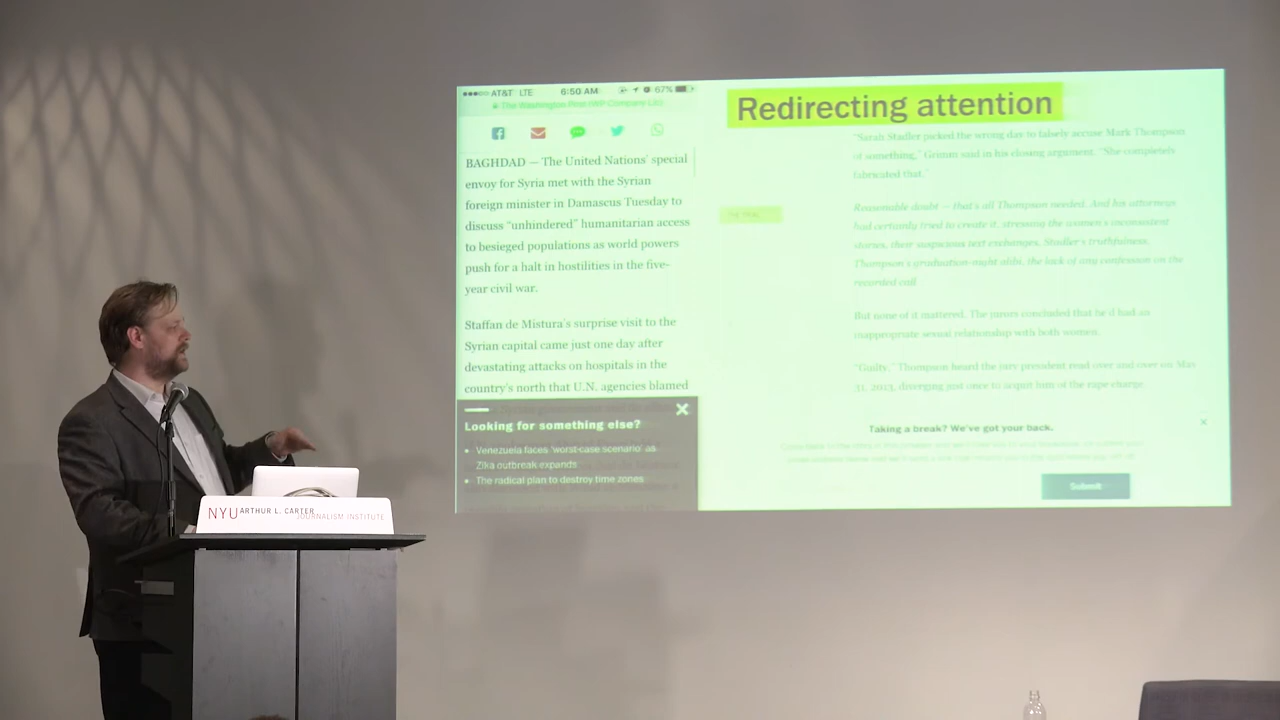 AT&T LTE 6:50 AM 67%
The Washington Post (WP Company LLC)
BAGHDAD — The United Nations' special
envoy for Syria met with the Syrian
foreign minister in Damascus Tuesday to
discuss “unhindered” humanitarian access
to besieged populations as world powers
push for a halt in hostilities in the five-
year civil war.
Staffan de Mistura's surprise visit to the
Syrian capital came just one day after
devastating attacks on hospitals in the
country's north that U.N. agencies blamed
Looking for something else?
• Venezuela faces 'worst-case scenario' as
Zika outbreak expands
• The radical plan to destroy time zones
Redirecting attention
“Sarah Stadler picked the wrong day to falsely accuse Mark Thompson
of something,” Grimm said in his closing argument. “She completely
fabricated that.”
Reasonable doubt — that's all Thompson needed. And his attorneys
had certainly tried to create it, stressing the women's inconsistent
stories, their suspicious text exchanges, Stadler's truthfulness,
Thompson's graduation-night alibi, the lack of any confession on the
recorded call
But none of it mattered. The jurors concluded that he'd had an
inappropriate sexual relationship with both women.
“Guilty,” Thompson heard the jury president read over and over on May
31, 2013, diverging just once to acquit him of the rape charge.
Taking a break? We've got your back.
Submit
NYU ARTHUR L. CARTER
JOURNALISM INSTITUTE